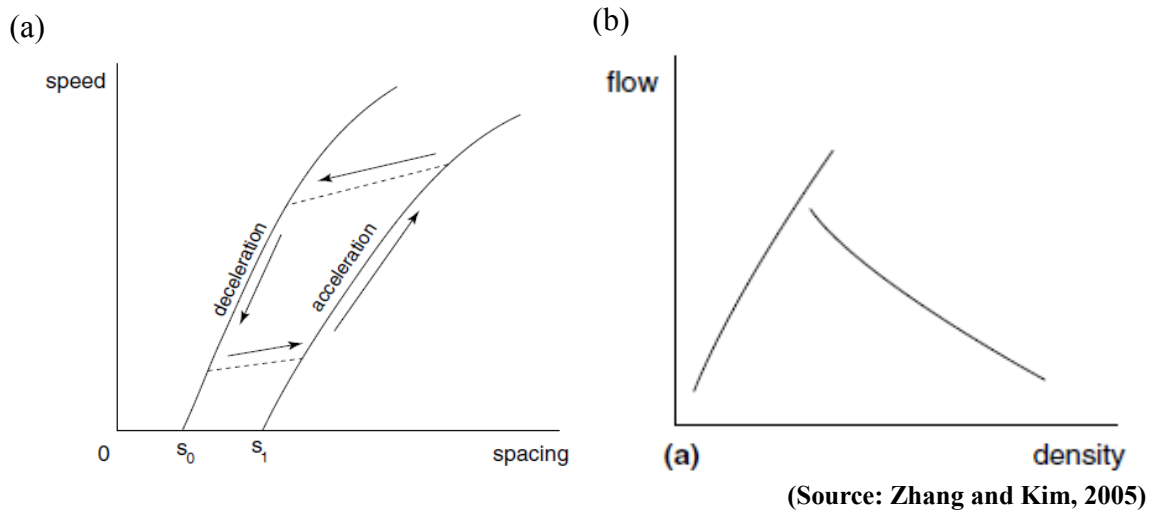 (a)
speed
deceleration
acceleration
0
s0
s1
spacing
(b)
flow
(a)
density
(Source: Zhang and Kim, 2005)